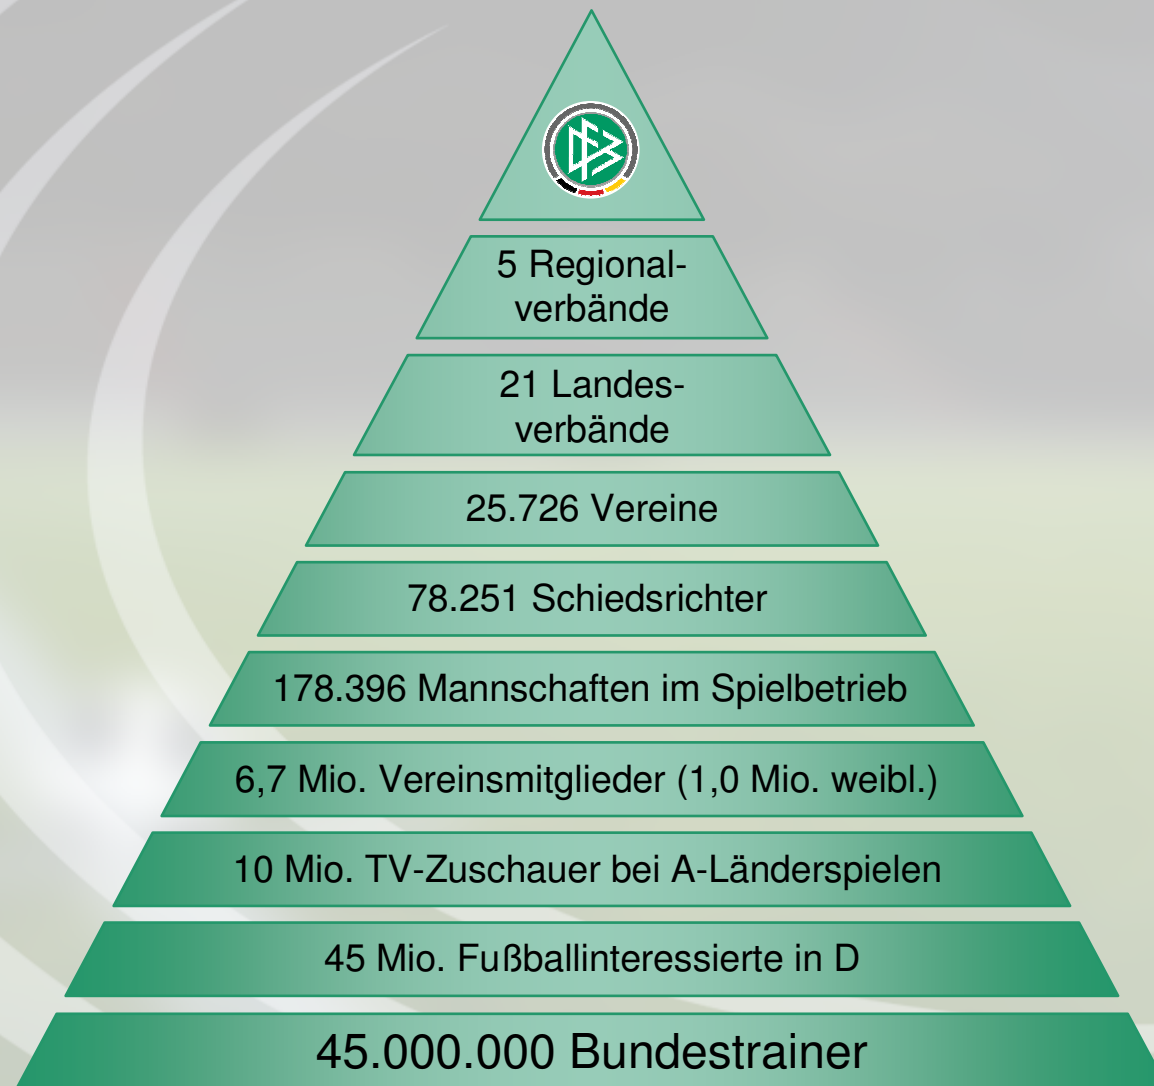 DFB
5 Regional-
verbände
21 Landes-
verbände
25.726 Vereine
78.251 Schiedsrichter
178.396 Mannschaften im Spielbetrieb
6,7 Mio. Vereinsmitglieder (1,0 Mio. weibl.)
10 Mio. TV-Zuschauer bei A-Länderspielen
45 Mio. Fußballinteressierte in D
45.000.000 Bundestrainer